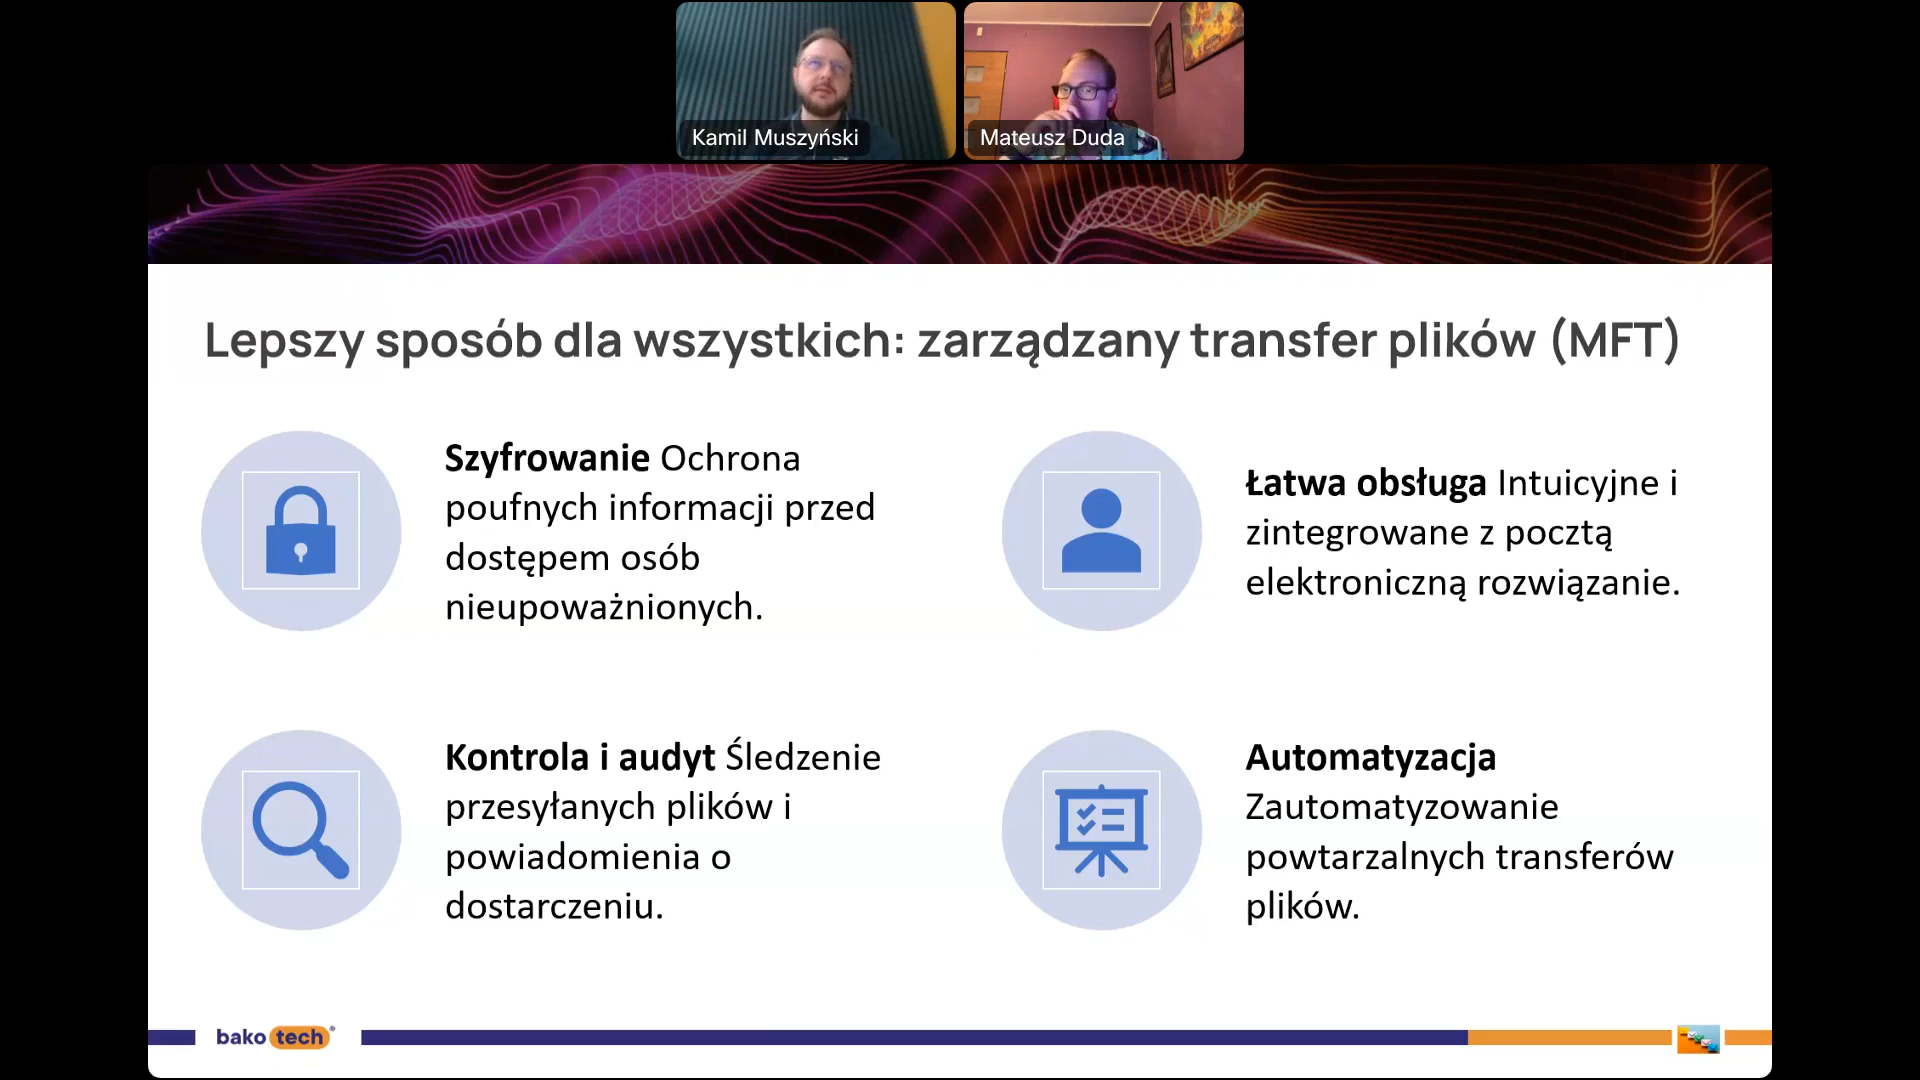 Kamil Muszyński
Mateusz Duda
Lepszy sposób dla wszystkich: zarządzany transfer plików (MFT)
Szyfrowanie Ochrona
poufnych informacji przed
dostępem osób
nieupoważnionych.
Łatwa obsługa Intuicyjne i
zintegrowane z pocztą
elektroniczną rozwiązanie.
Kontrola i audyt Śledzenie
przesyłanych plików i
powiadomienia o
dostarczeniu.
Automatyzacja
Zautomatyzowanie
powtarzalnych transferów
plików.
bakotech®